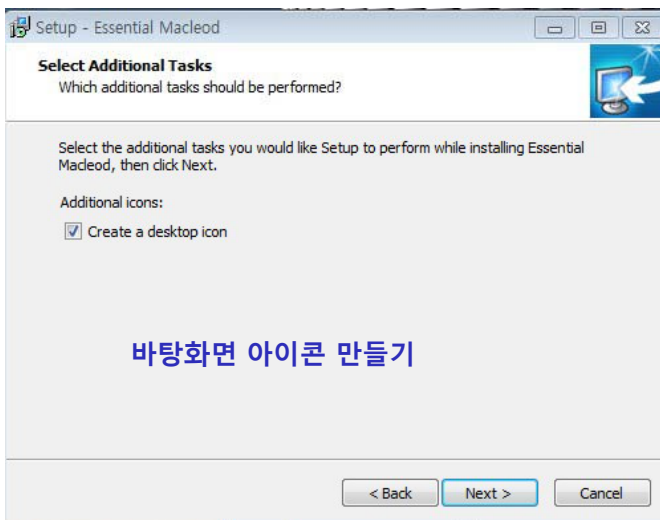 Setup - Essential Macleod
Select Additional Tasks
Which additional tasks should be performed?
Select the additional tasks you would like Setup to perform while installing Essential
Macleod, then click Next.
Additional icons:
Create a desktop icon
바탕화면 아이콘 만들기
< Back Next > Cancel